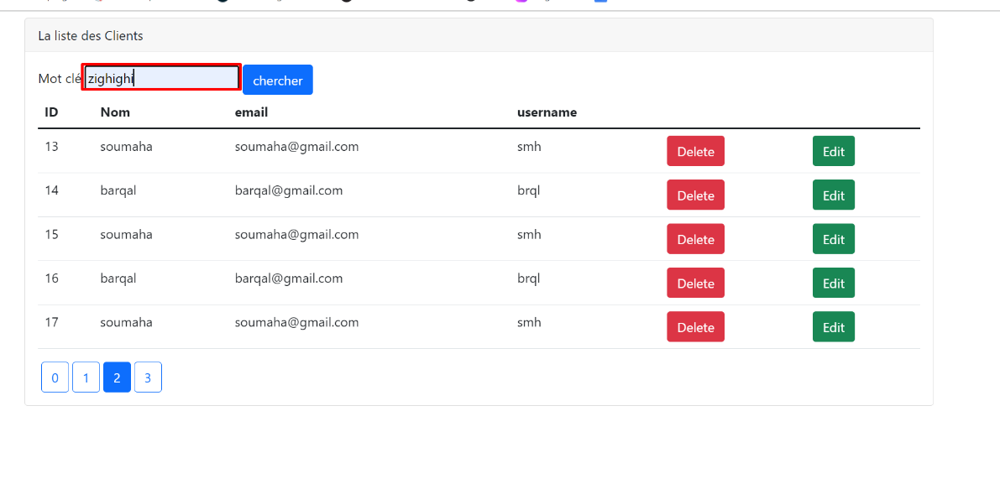 La liste des Clients
Mot clé zighighi chercher
ID Nom email username
13 soumaha soumaha@gmail.com smh Delete Edit
14 barqal barqal@gmail.com brql Delete Edit
15 soumaha soumaha@gmail.com smh Delete Edit
16 barqal barqal@gmail.com brql Delete Edit
17 soumaha soumaha@gmail.com smh Delete Edit
0 1 2 3